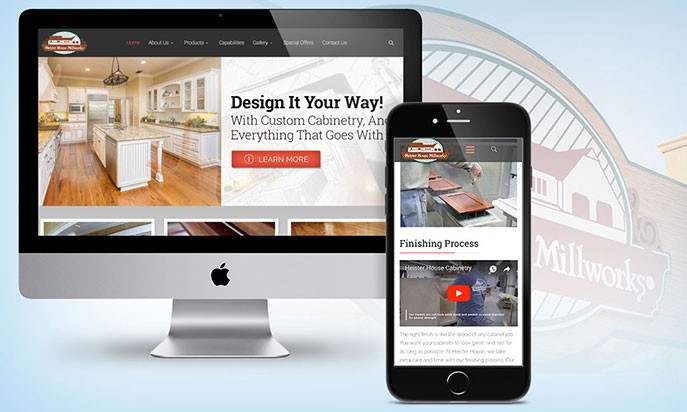 Heister House Millworks
Home About Us Products Capabilities Gallery Special Offers Contact Us
Design It Your Way!
With Custom Cabinetry, And
Everything That Goes With
LEARN MORE
Heister House Millworks
Finishing Process
Heister House Cabinetry
The right finish is the life-blood of any cabinet job.
You want your cabinets to look great, and last for
as long as possible. At Heister House, we take
extra care and time with our finishing process. Our
Millworks®